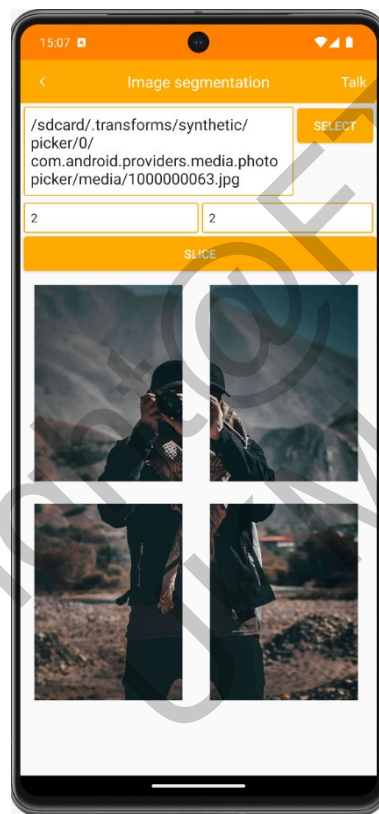 15:07 A
< Image segmentation Talk
/sdcard/.transforms/synthetic/
picker/0/
com.android.providers.media.photo
picker/media/1000000063.jpg
SELECT
2
2
SLICE